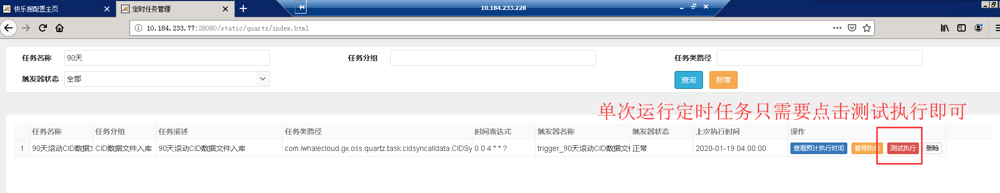 快乐搜配置主页
定时任务管理
10.184.233.228
10.184.233.77:28080/static/quartz/index.html
任务名称 90天 任务分组 任务类路径
触发器状态 全部 查询 新增
单次运行定时任务只需要点击测试执行即可
任务名称 任务分组 任务描述 任务类路径 时间表达式 触发器名称 触发器状态 上次执行时间 操作
1 90天滚动CID数据文 CID数据文件入库 90天滚动CID数据文件入库 com.iwhalecloud.gx.oss.quartz.task.cidsyncalldata.CIDSy 0 0 4 * * ? trigger_90天滚动CID数据文 正常 2020-01-19 04:00:00 查看预计执行时间 暂停执行 测试执行 删除